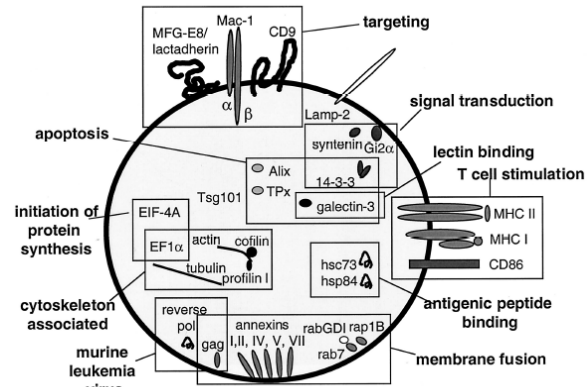 targeting
Mac-1
MFG-E8/
lactadherin
CD9
α
β
Lamp-2
signal transduction
syntenin
Gi2α
apoptosis
Alix
14-3-3
TPx
Tsg101
galectin-3
lectin binding
T cell stimulation
MHC II
MHC I
CD86
initiation of
protein
synthesis
EIF-4A
EF1α
actin
cofilin
tubulin
profilin I
cytoskeleton
associated
hsc73
hsp84
antigenic peptide
binding
reverse
pol
gag
annexins
I,II, IV, V, VII
rabGDI
rap1B
rab7
membrane fusion
murine
leukemia
virus